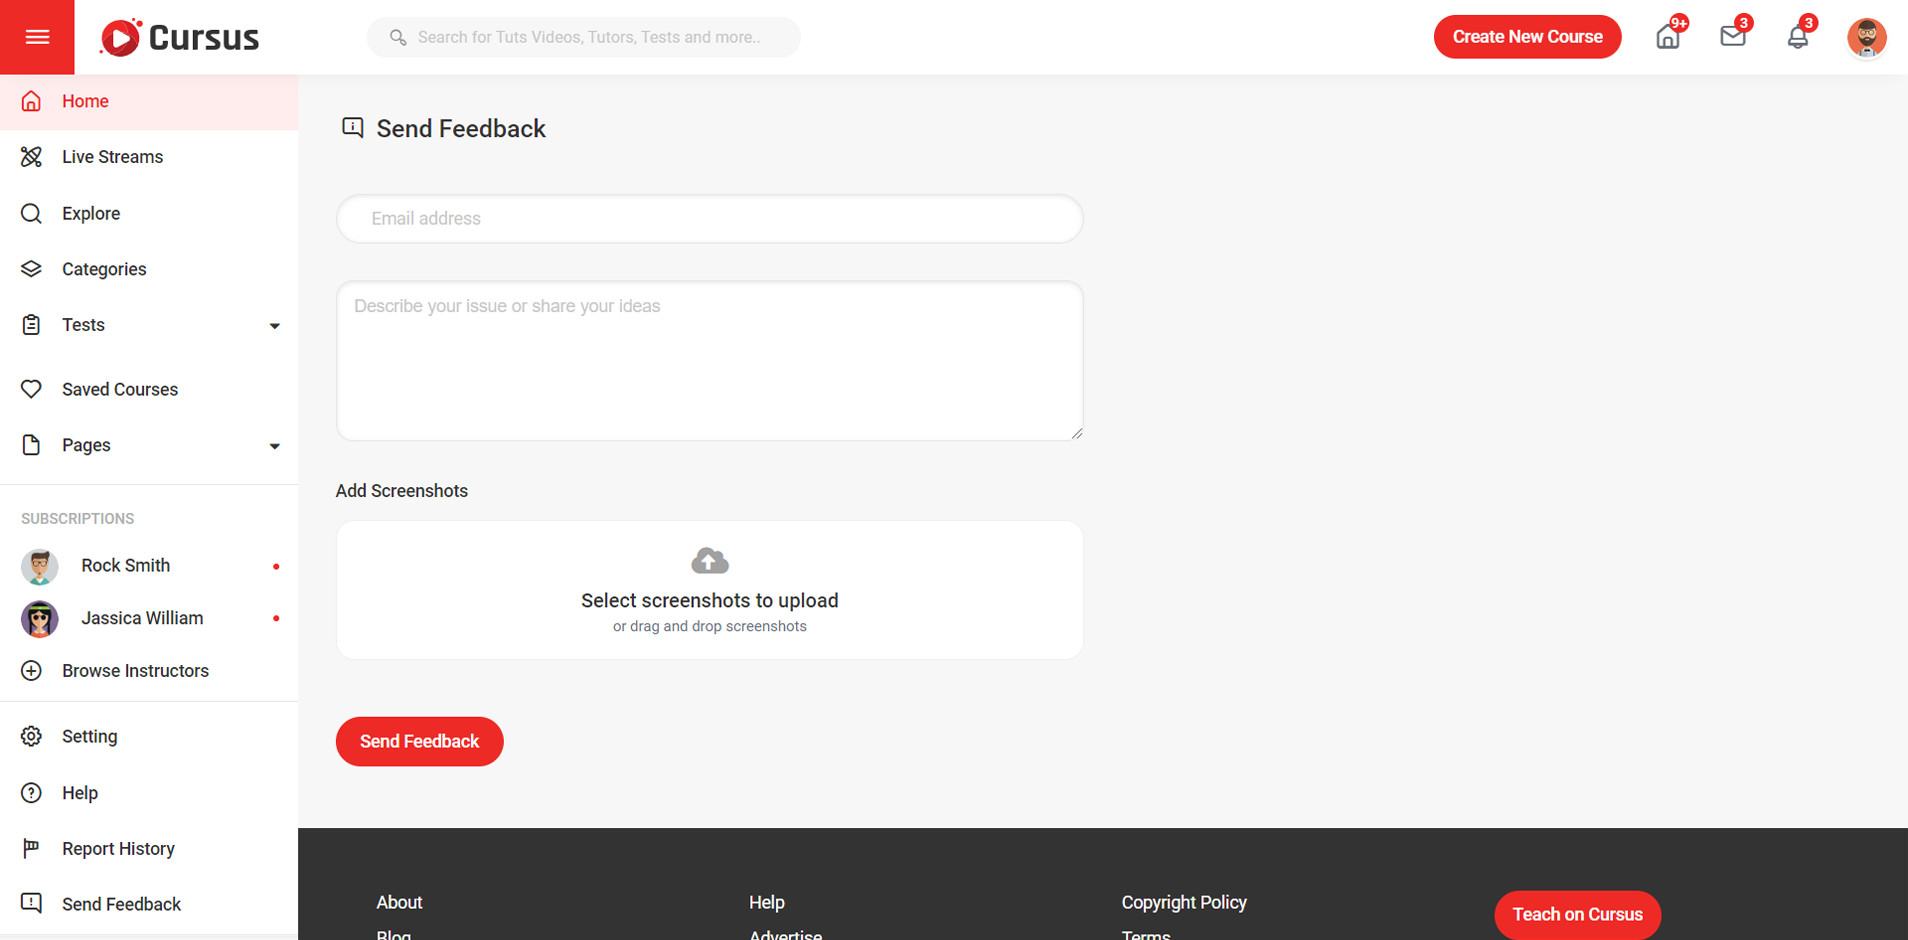 Cursus
Search for Tuts Videos, Tutors, Tests and more..
Create New Course
9+
3
3
Home
Live Streams
Explore
Categories
Tests
Saved Courses
Pages
SUBSCRIPTIONS
Rock Smith
Jassica William
Browse Instructors
Setting
Help
Report History
Send Feedback
Send Feedback
Email address
Describe your issue or share your ideas
Add Screenshots
Select screenshots to upload
or drag and drop screenshots
Send Feedback
About
Help
Copyright Policy
Teach on Cursus
Blog
Advertise
Terms